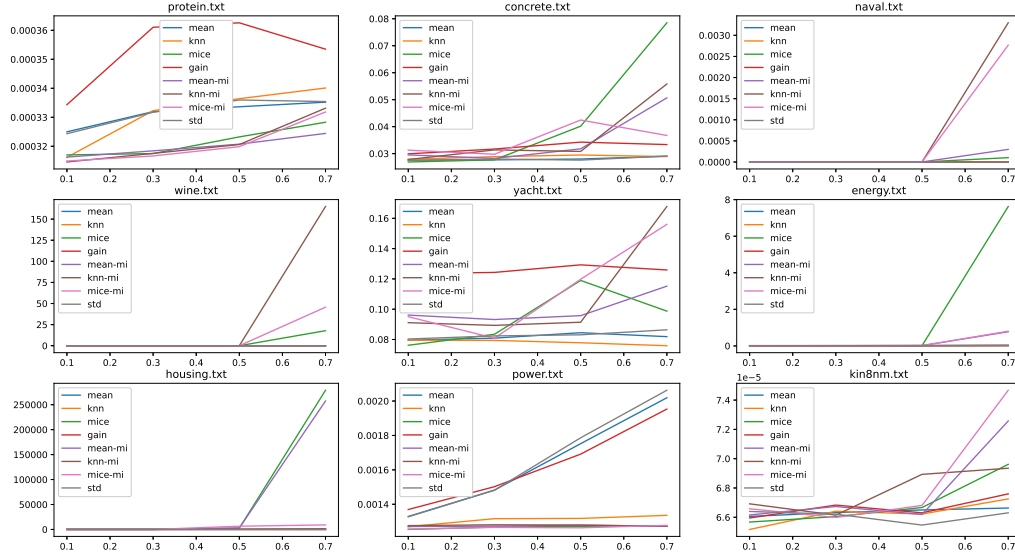 protein.txt
0.00036
0.00035
0.00034
0.00033
0.00032
0.1 0.2 0.3 0.4 0.5 0.6 0.7
mean
knn
mice
gain
mean-mi
knn-mi
mice-mi
std
concrete.txt
0.08
0.07
0.06
0.05
0.04
0.03
0.1 0.2 0.3 0.4 0.5 0.6 0.7
mean
knn
mice
gain
mean-mi
knn-mi
mice-mi
std
naval.txt
0.0030
0.0025
0.0020
0.0015
0.0010
0.0005
0.0000
0.1 0.2 0.3 0.4 0.5 0.6 0.7
mean
knn
mice
gain
mean-mi
knn-mi
mice-mi
std
wine.txt
150
125
100
75
50
25
0
0.1 0.2 0.3 0.4 0.5 0.6 0.7
mean
knn
mice
gain
mean-mi
knn-mi
mice-mi
std
yacht.txt
0.16
0.14
0.12
0.10
0.08
0.1 0.2 0.3 0.4 0.5 0.6 0.7
mean
knn
mice
gain
mean-mi
knn-mi
mice-mi
std
energy.txt
8
6
4
2
0
0.1 0.2 0.3 0.4 0.5 0.6 0.7
mean
knn
mice
gain
mean-mi
knn-mi
mice-mi
std
housing.txt
250000
200000
150000
100000
50000
0
0.1 0.2 0.3 0.4 0.5 0.6 0.7
mean
knn
mice
gain
mean-mi
knn-mi
mice-mi
std
power.txt
0.0020
0.0018
0.0016
0.0014
0.1 0.2 0.3 0.4 0.5 0.6 0.7
mean
knn
mice
gain
mean-mi
knn-mi
mice-mi
std
kin8nm.txt
1e−5
7.4
7.2
7.0
6.8
6.6
0.1 0.2 0.3 0.4 0.5 0.6 0.7
mean
knn
mice
gain
mean-mi
knn-mi
mice-mi
std